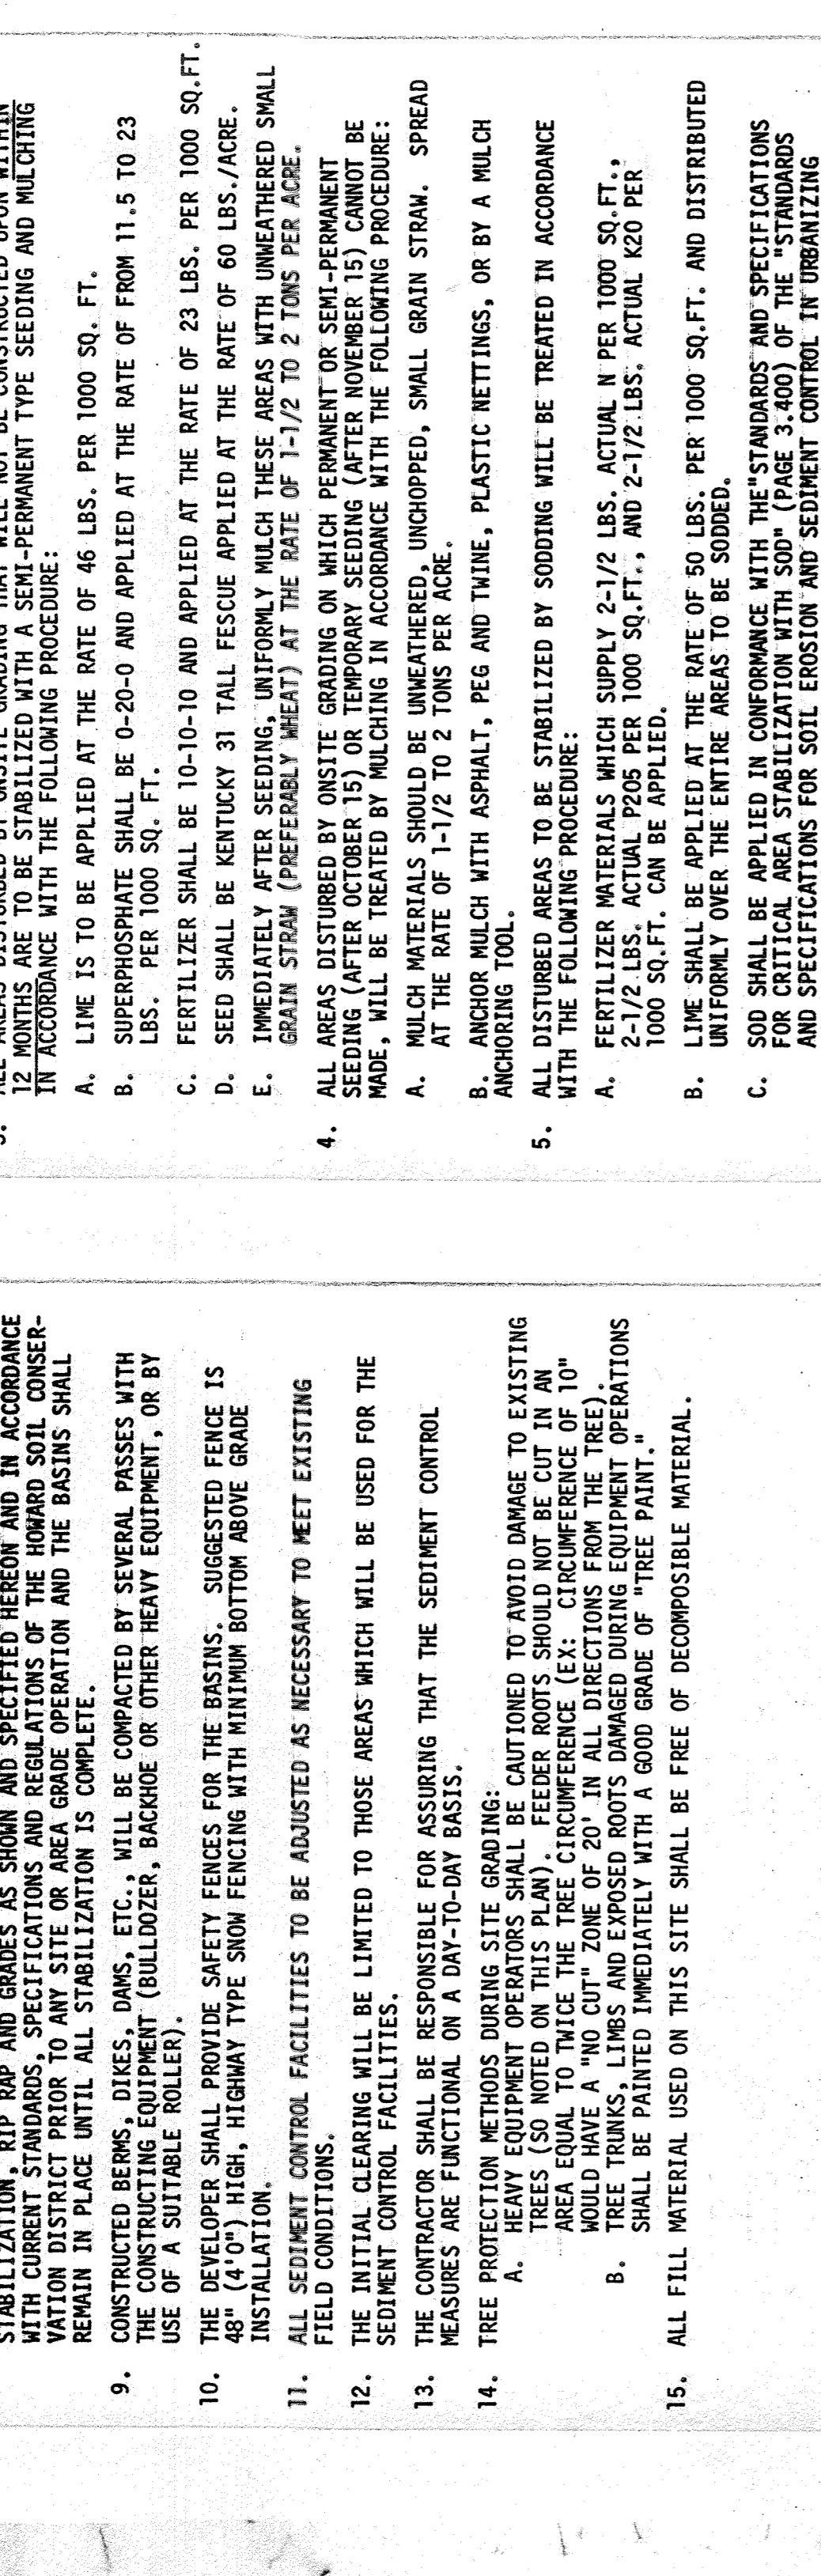 STABILIZATION, RIP RAP AND GRADES AS SHOWN AND SPECIFIED HEREON AND IN ACCORDANCE
WITH CURRENT STANDARDS, SPECIFICATIONS AND REGULATIONS OF THE HOWARD SOIL CONSER-
VATION DISTRICT PRIOR TO ANY SITE OR AREA GRADE OPERATION AND THE BASINS SHALL
REMAIN IN PLACE UNTIL ALL STABILIZATION IS COMPLETE.
9. CONSTRUCTED BERMS, DIKES, DAMS, ETC., WILL BE COMPACTED BY SEVERAL PASSES WITH
THE CONSTRUCTING EQUIPMENT (BULLDOZER, BACKHOE OR OTHER HEAVY EQUIPMENT, OR BY
USE OF A SUITABLE ROLLER).
10. THE DEVELOPER SHALL PROVIDE SAFETY FENCES FOR THE BASINS. SUGGESTED FENCE IS
48" (4'0") HIGH, HIGHWAY TYPE SNOW FENCING WITH MINIMUM BOTTOM ABOVE GRADE
INSTALLATION.
11. ALL SEDIMENT CONTROL FACILITIES TO BE ADJUSTED AS NECESSARY TO MEET EXISTING
FIELD CONDITIONS.
12. THE INITIAL CLEARING WILL BE LIMITED TO THOSE AREAS WHICH WILL BE USED FOR THE
SEDIMENT CONTROL FACILITIES.
13. THE CONTRACTOR SHALL BE RESPONSIBLE FOR ASSURING THAT THE SEDIMENT CONTROL
MEASURES ARE FUNCTIONAL ON A DAY-TO-DAY BASIS.
14. TREE PROTECTION METHODS DURING SITE GRADING:
A. HEAVY EQUIPMENT OPERATORS SHALL BE CAUTIONED TO AVOID DAMAGE TO EXISTING
TREES (SO NOTED ON THIS PLAN). FEEDER ROOTS SHOULD NOT BE CUT IN AN
AREA EQUAL TO TWICE THE TREE CIRCUMFERENCE (EX: CIRCUMFERENCE OF 10"
WOULD HAVE A "NO CUT" ZONE OF 20' IN ALL DIRECTIONS FROM THE TREE).
B. TREE TRUNKS, LIMBS AND EXPOSED ROOTS DAMAGED DURING EQUIPMENT OPERATIONS
SHALL BE PAINTED IMMEDIATELY WITH A GOOD GRADE OF "TREE PAINT."
15. ALL FILL MATERIAL USED ON THIS SITE SHALL BE FREE OF DECOMPOSIBLE MATERIAL.
3. ALL AREAS DISTURBED BY ONSITE GRADING THAT WILL NOT BE CONSTRUCTED UPON WITHIN
12 MONTHS ARE TO BE STABILIZED WITH A SEMI-PERMANENT TYPE SEEDING AND MULCHING
IN ACCORDANCE WITH THE FOLLOWING PROCEDURE:
A. LIME IS TO BE APPLIED AT THE RATE OF 46 LBS. PER 1000 SQ. FT.
B. SUPERPHOSPHATE SHALL BE 0-20-0 AND APPLIED AT THE RATE OF FROM 11.5 TO 23
LBS. PER 1000 SQ. FT.
C. FERTILIZER SHALL BE 10-10-10 AND APPLIED AT THE RATE OF 23 LBS. PER 1000 SQ.FT.
D. SEED SHALL BE KENTUCKY 31 TALL FESCUE APPLIED AT THE RATE OF 60 LBS./ACRE.
E. IMMEDIATELY AFTER SEEDING, UNIFORMLY MULCH THESE AREAS WITH UNWEATHERED SMALL
GRAIN STRAW (PREFERABLY WHEAT) AT THE RATE OF 1-1/2 TO 2 TONS PER ACRE.
4. ALL AREAS DISTURBED BY ONSITE GRADING ON WHICH PERMANENT OR SEMI-PERMANENT
SEEDING (AFTER OCTOBER 15) OR TEMPORARY SEEDING (AFTER NOVEMBER 15) CANNOT BE
MADE, WILL BE TREATED BY MULCHING IN ACCORDANCE WITH THE FOLLOWING PROCEDURE:
A. MULCH MATERIALS SHOULD BE UNWEATHERED, UNCHOPPED, SMALL GRAIN STRAW. SPREAD
AT THE RATE OF 1-1/2 TO 2 TONS PER ACRE.
B. ANCHOR MULCH WITH ASPHALT, PEG AND TWINE, PLASTIC NETTINGS, OR BY A MULCH
ANCHORING TOOL.
5. ALL DISTURBED AREAS TO BE STABILIZED BY SODDING WILL BE TREATED IN ACCORDANCE
WITH THE FOLLOWING PROCEDURE:
A. FERTILIZER MATERIALS WHICH SUPPLY 2-1/2 LBS. ACTUAL N PER 1000 SQ.FT.,
2-1/2 LBS. ACTUAL P205 PER 1000 SQ.FT., AND 2-1/2 LBS. ACTUAL K20 PER
1000 SQ.FT. CAN BE APPLIED.
B. LIME SHALL BE APPLIED AT THE RATE OF 50 LBS. PER 1000 SQ.FT. AND DISTRIBUTED
UNIFORMLY OVER THE ENTIRE AREAS TO BE SODDED.
C. SOD SHALL BE APPLIED IN CONFORMANCE WITH THE"STANDARDS AND SPECIFICATIONS
FOR CRITICAL AREA STABILIZATION WITH SOD" (PAGE 3.400) OF THE "STANDARDS
AND SPECIFICATIONS FOR SOIL EROSION AND SEDIMENT CONTROL IN URBANIZING